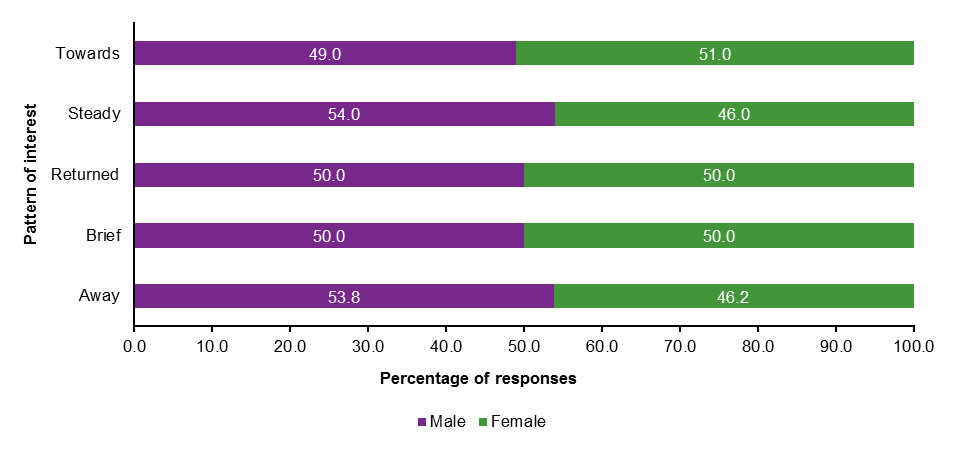 Pattern of interest
Towards 49.0 51.0
Steady 54.0 46.0
Returned 50.0 50.0
Brief 50.0 50.0
Away 53.8 46.2
0.0 10.0 20.0 30.0 40.0 50.0 60.0 70.0 80.0 90.0 100.0
Percentage of responses
Male Female